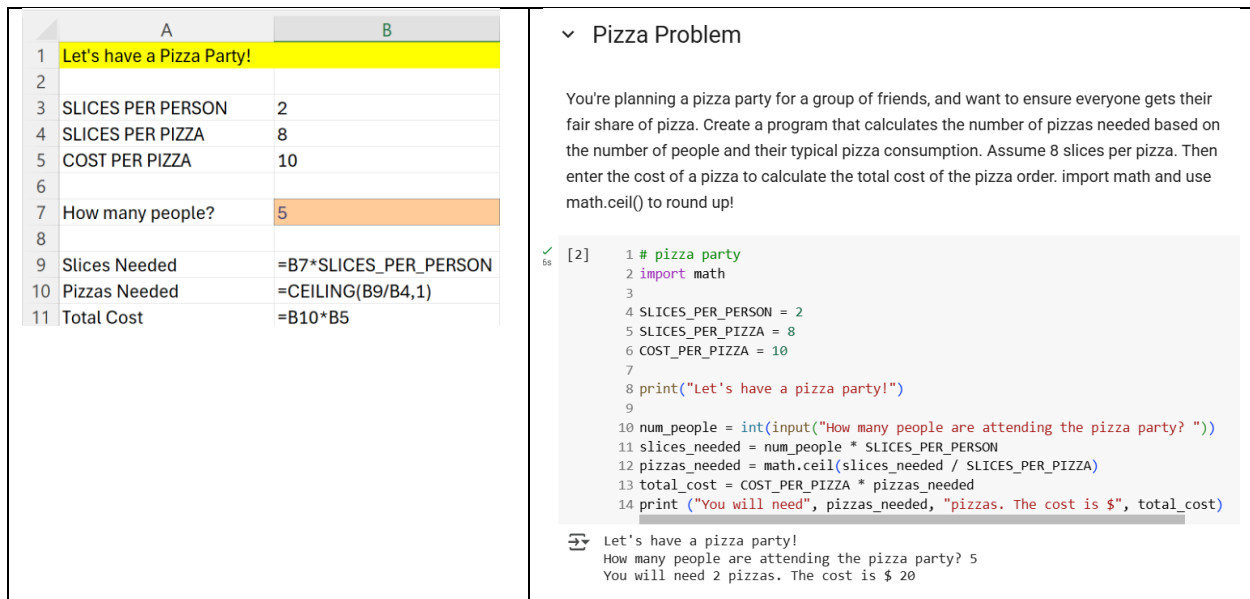 A B
1 Let's have a Pizza Party!
2
3 SLICES PER PERSON 2
4 SLICES PER PIZZA 8
5 COST PER PIZZA 10
6
7 How many people? 5
8
9 Slices Needed =B7*SLICES_PER_PERSON
10 Pizzas Needed =CEILING(B9/B4,1)
11 Total Cost =B10*B5
Pizza Problem
You're planning a pizza party for a group of friends, and want to ensure everyone gets their
fair share of pizza. Create a program that calculates the number of pizzas needed based on
the number of people and their typical pizza consumption. Assume 8 slices per pizza. Then
enter the cost of a pizza to calculate the total cost of the pizza order. import math and use
math.ceil() to round up!
[2]
6s
1 # pizza party
2 import math
3
4 SLICES_PER_PERSON = 2
5 SLICES_PER_PIZZA = 8
6 COST_PER_PIZZA = 10
7
8 print("Let's have a pizza party!")
9
10 num_people = int(input("How many people are attending the pizza party? "))
11 slices_needed = num_people * SLICES_PER_PERSON
12 pizzas_needed = math.ceil(slices_needed / SLICES_PER_PIZZA)
13 total_cost = COST_PER_PIZZA * pizzas_needed
14 print ("You will need", pizzas_needed, "pizzas. The cost is $", total_cost)
Let's have a pizza party!
How many people are attending the pizza party? 5
You will need 2 pizzas. The cost is $ 20